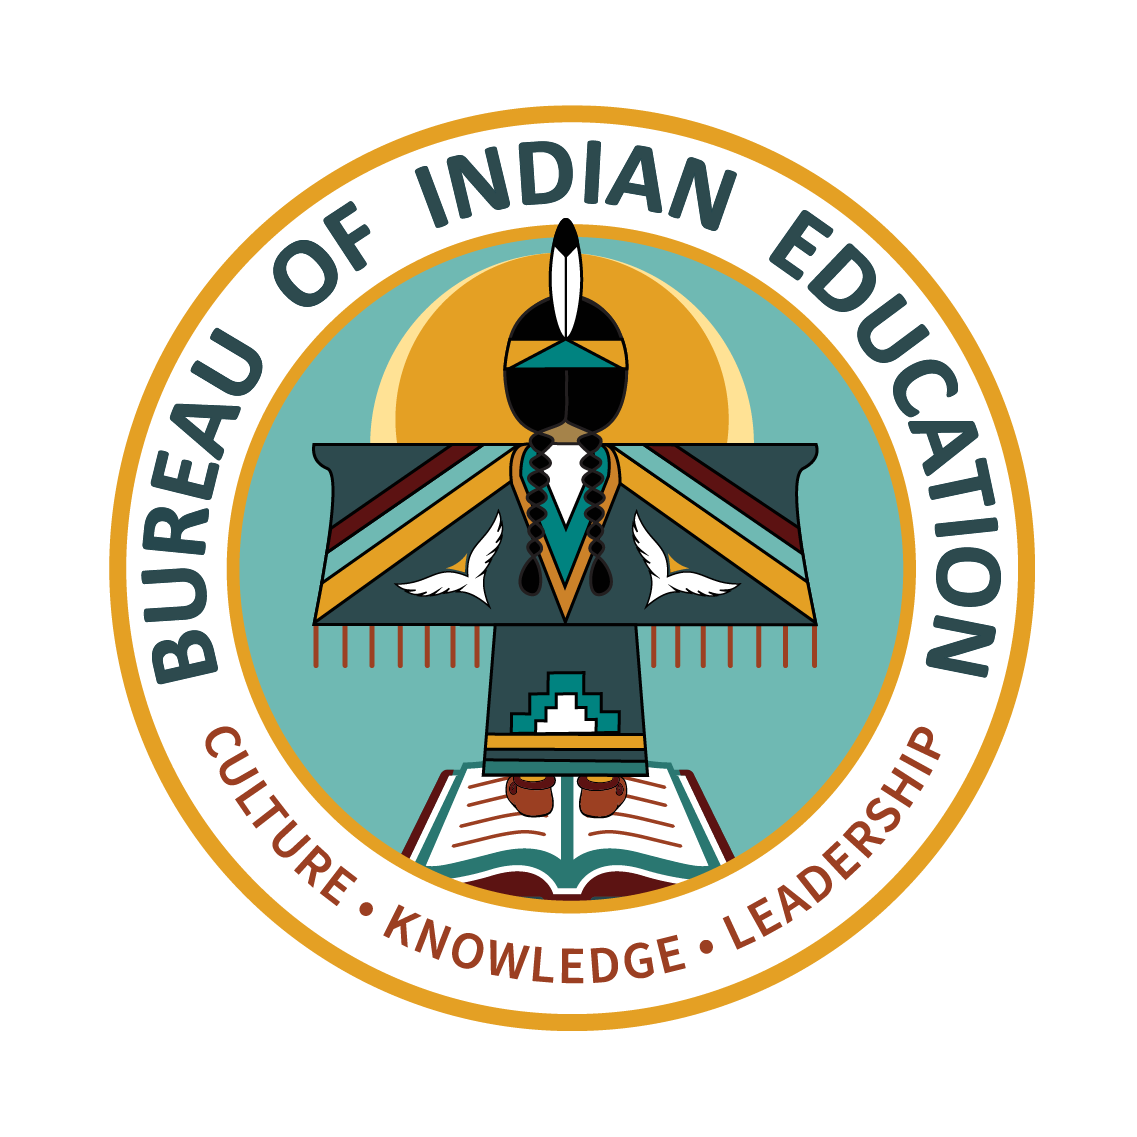 BUREAU OF INDIAN EDUCATION
CULTURE • KNOWLEDGE • LEADERSHIP